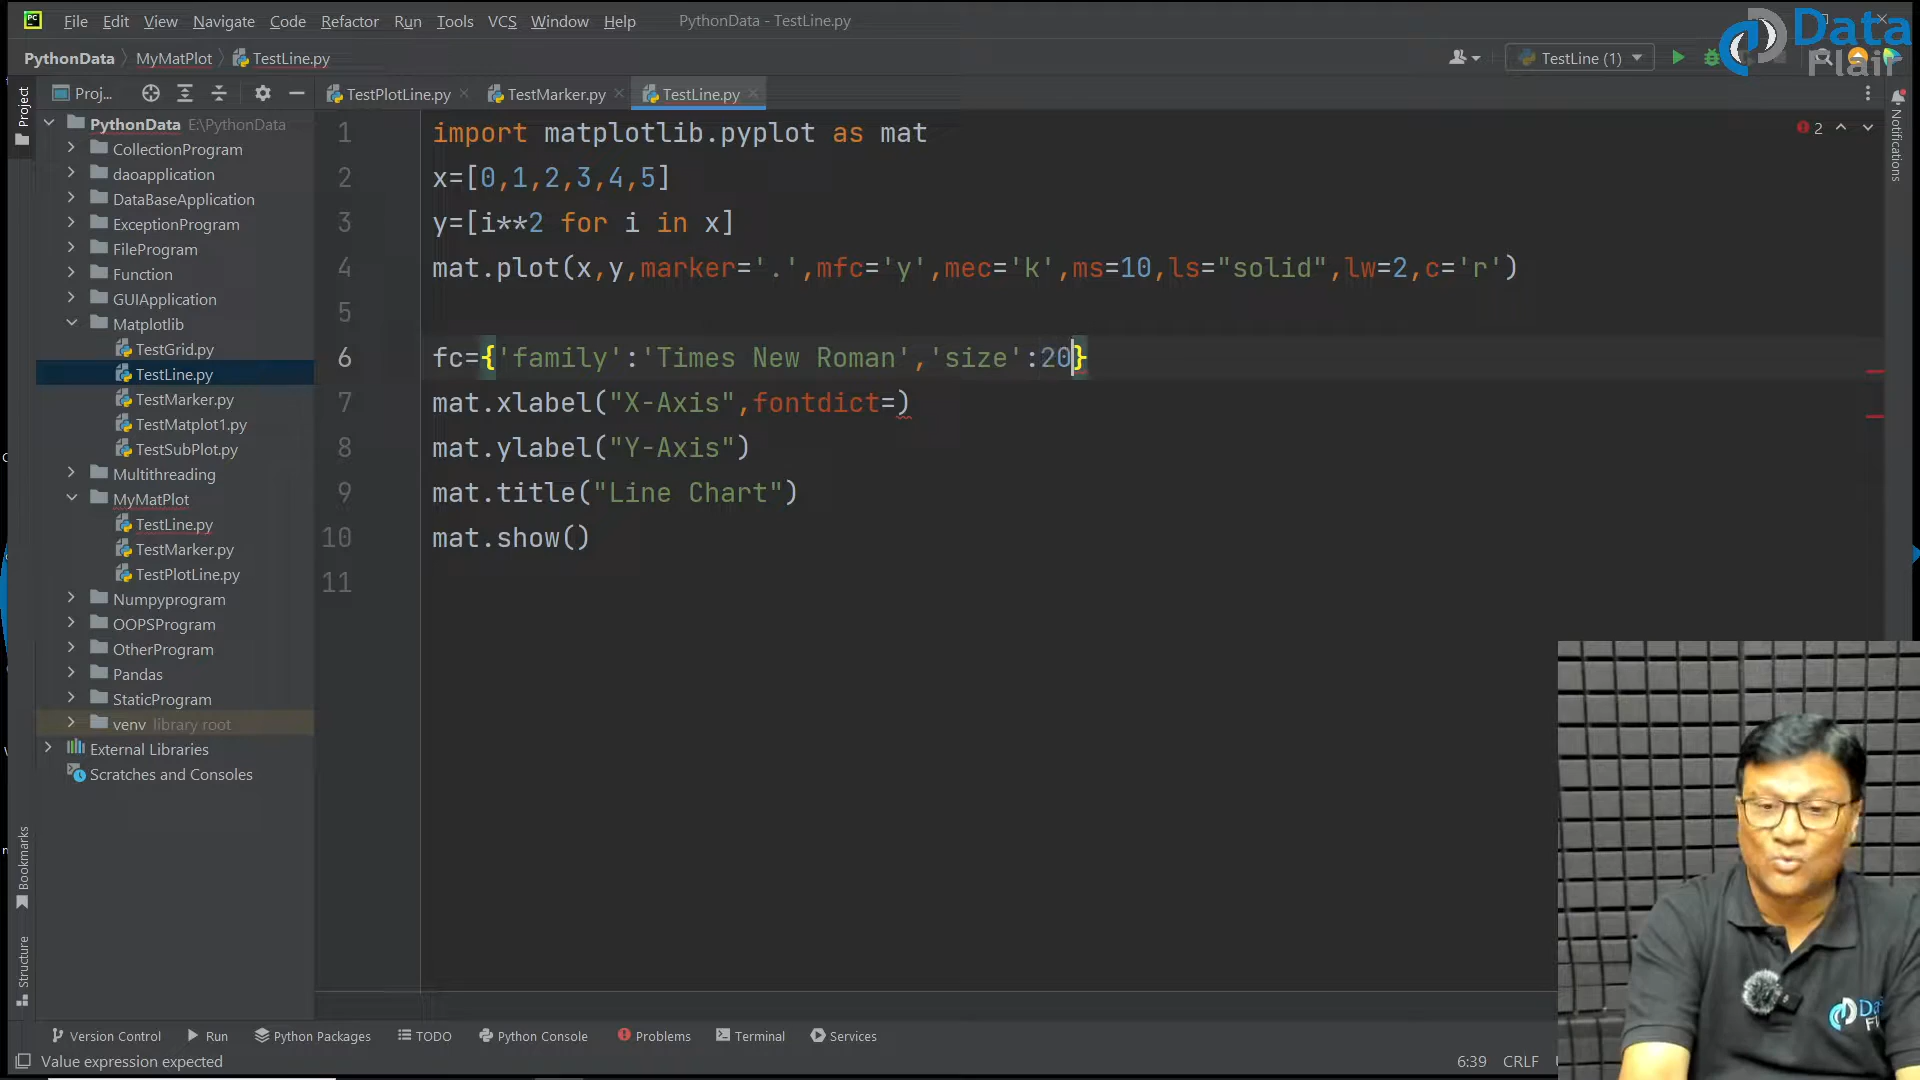 File Edit View Navigate Code Refactor Run Tools VCS Window Help PythonData - TestLine.py
Data Flair
PythonData MyMatPlot TestLine.py TestLine (1)
Project
Proj...
TestPlotLine.py TestMarker.py TestLine.py
Notifications
PythonData E:\PythonData
CollectionProgram
daoapplication
DataBaseApplication
ExceptionProgram
FileProgram
Function
GUIApplication
Matplotlib
TestGrid.py
TestLine.py
TestMarker.py
TestMatplot1.py
TestSubPlot.py
Multithreading
MyMatPlot
TestLine.py
TestMarker.py
TestPlotLine.py
Numpyprogram
OOPSProgram
OtherProgram
Pandas
StaticProgram
venv library root
External Libraries
Scratches and Consoles
2
1 import matplotlib.pyplot as mat
2 x=[0,1,2,3,4,5]
3 y=[i**2 for i in x]
4 mat.plot(x,y,marker='.',mfc='y',mec='k',ms=10,ls="solid",lw=2,c='r')
5
6 fc={'family':'Times New Roman','size':20}
7 mat.xlabel("X-Axis",fontdict=)
8 mat.ylabel("Y-Axis")
9 mat.title("Line Chart")
10 mat.show()
11
Bookmarks
Structure
Version Control Run Python Packages TODO Python Console Problems Terminal Services
Value expression expected 6:39 CRLF